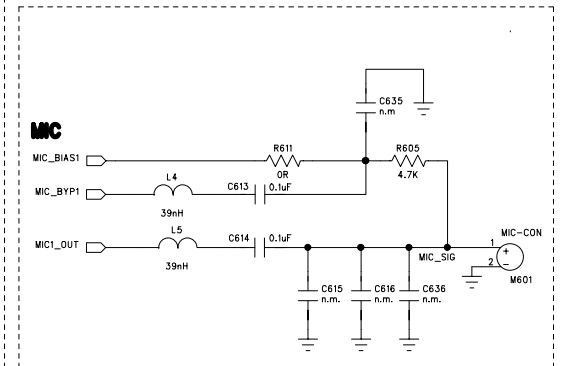 C635
n.m
MIC
MIC_BIAS1
R611
0R
R605
4.7K
MIC_BYP1
L4
39nH
C613
0.1uF
MIC1_OUT
L5
39nH
C614
0.1uF
MIC_SIG
MIC-CON
1
2
+
-
M601
C615
n.m.
C616
n.m.
C636
n.m.